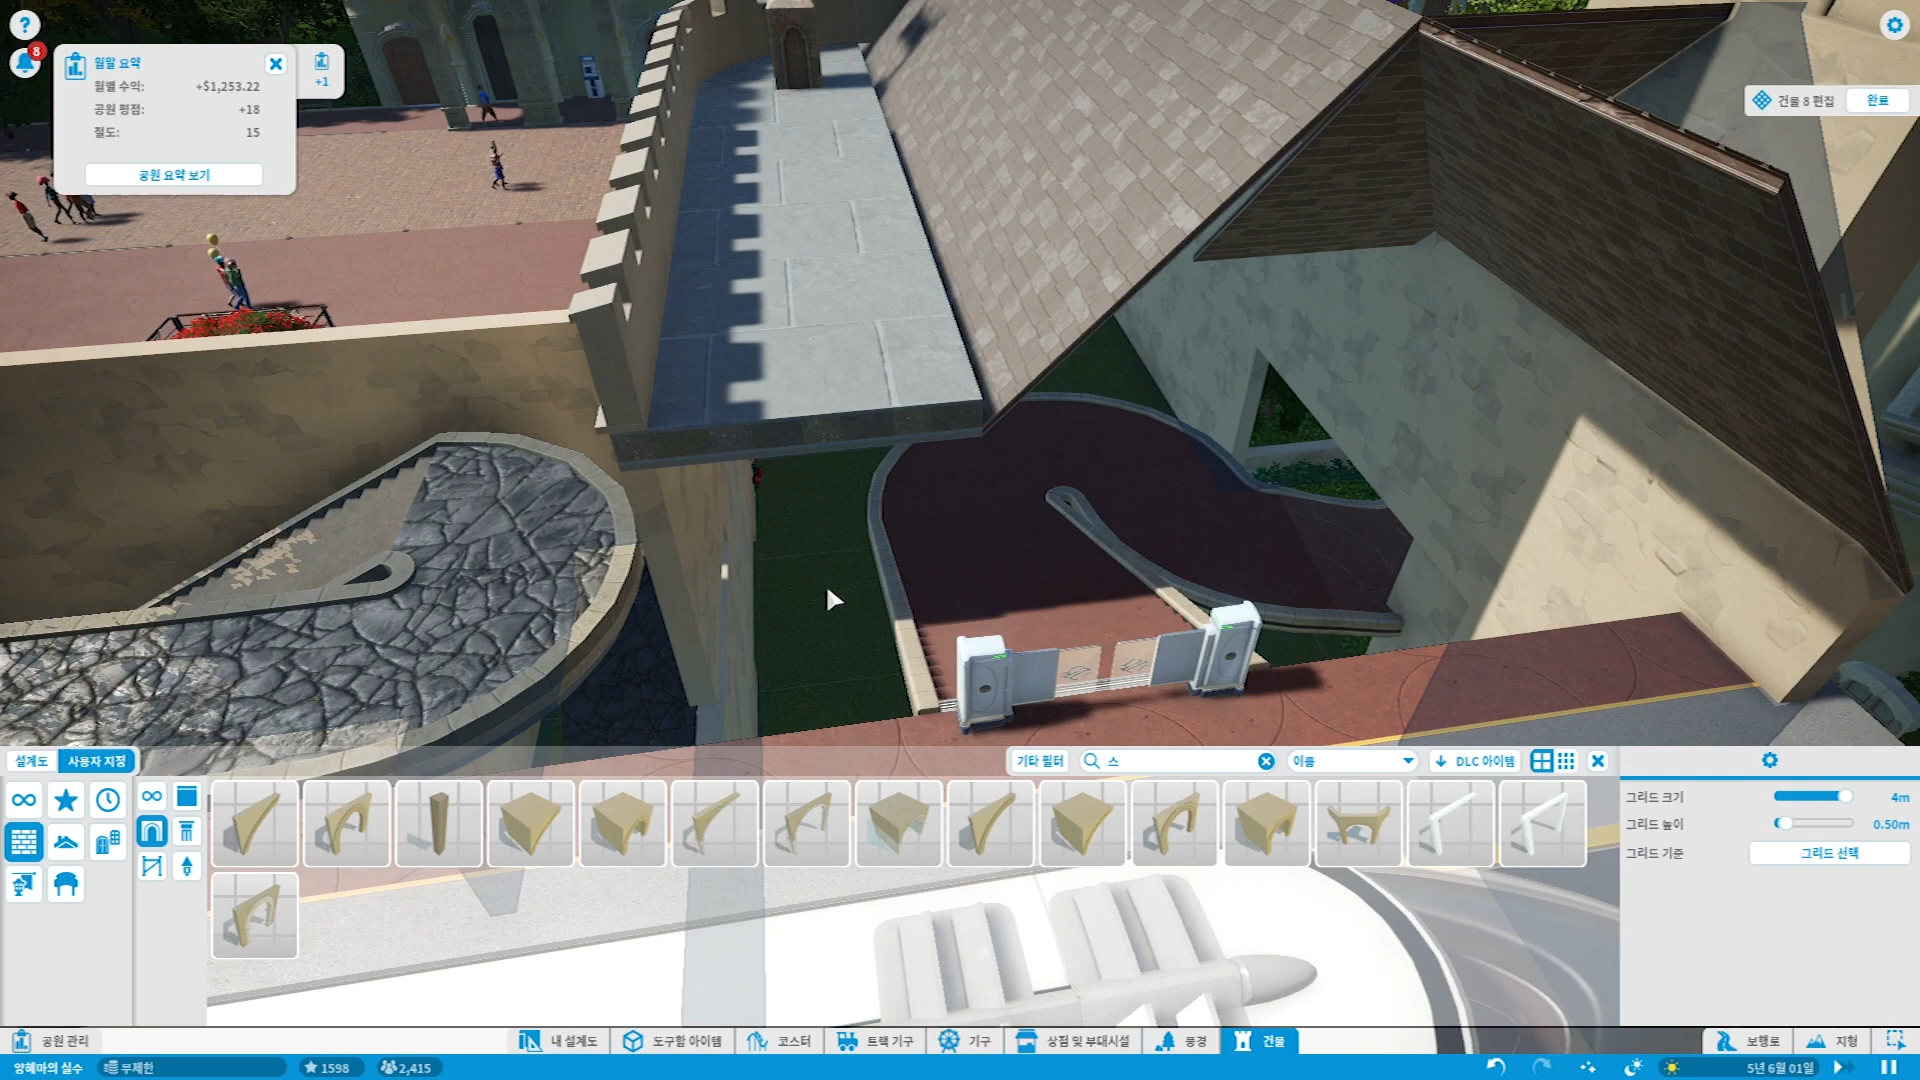 ?
8
월말 요약
월별 수익: +$1,253.22
공원 평점: +18
절도: 15
공원 요약 보기
+1
건물 8 편집 완료
설계도 사용자 지정
기타 필터 스 이름 DLC 아이템
그리드 크기 4m
그리드 높이 0.50m
그리드 기준 그리드 선택
공원 관리 내 설계도 도구함 아이템 코스터 트랙 기구 기구 상점 및 부대시설 풍경 건물 보행로 지형
양혜마의 실수 무제한 1598 2,415 5년 6월 01일